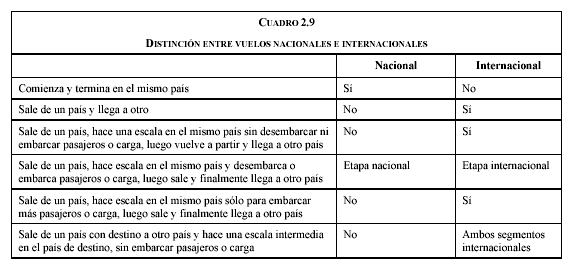 CUADRO 2.9
DISTINCIÓN ENTRE VUELOS NACIONALES E INTERNACIONALES
Nacional Internacional
Comienza y termina en el mismo país Sí No
Sale de un país y llega a otro No Sí
Sale de un país, hace una escala en el mismo país sin desembarcar ni No Sí
embarcar pasajeros o carga, luego vuelve a partir y llega a otro país
Sale de un país, hace escala en el mismo país y desembarca o Etapa nacional Etapa internacional
embarca pasajeros o carga, luego sale y finalmente llega a otro país
Sale de un país, hace escala en el mismo país sólo para embarcar No Sí
más pasajeros o carga, luego sale y finalmente llega a otro país
Sale de un país con destino a otro país y hace una escala intermedia No Ambos segmentos
en el país de destino, sin embarcar pasajeros o carga internacionales